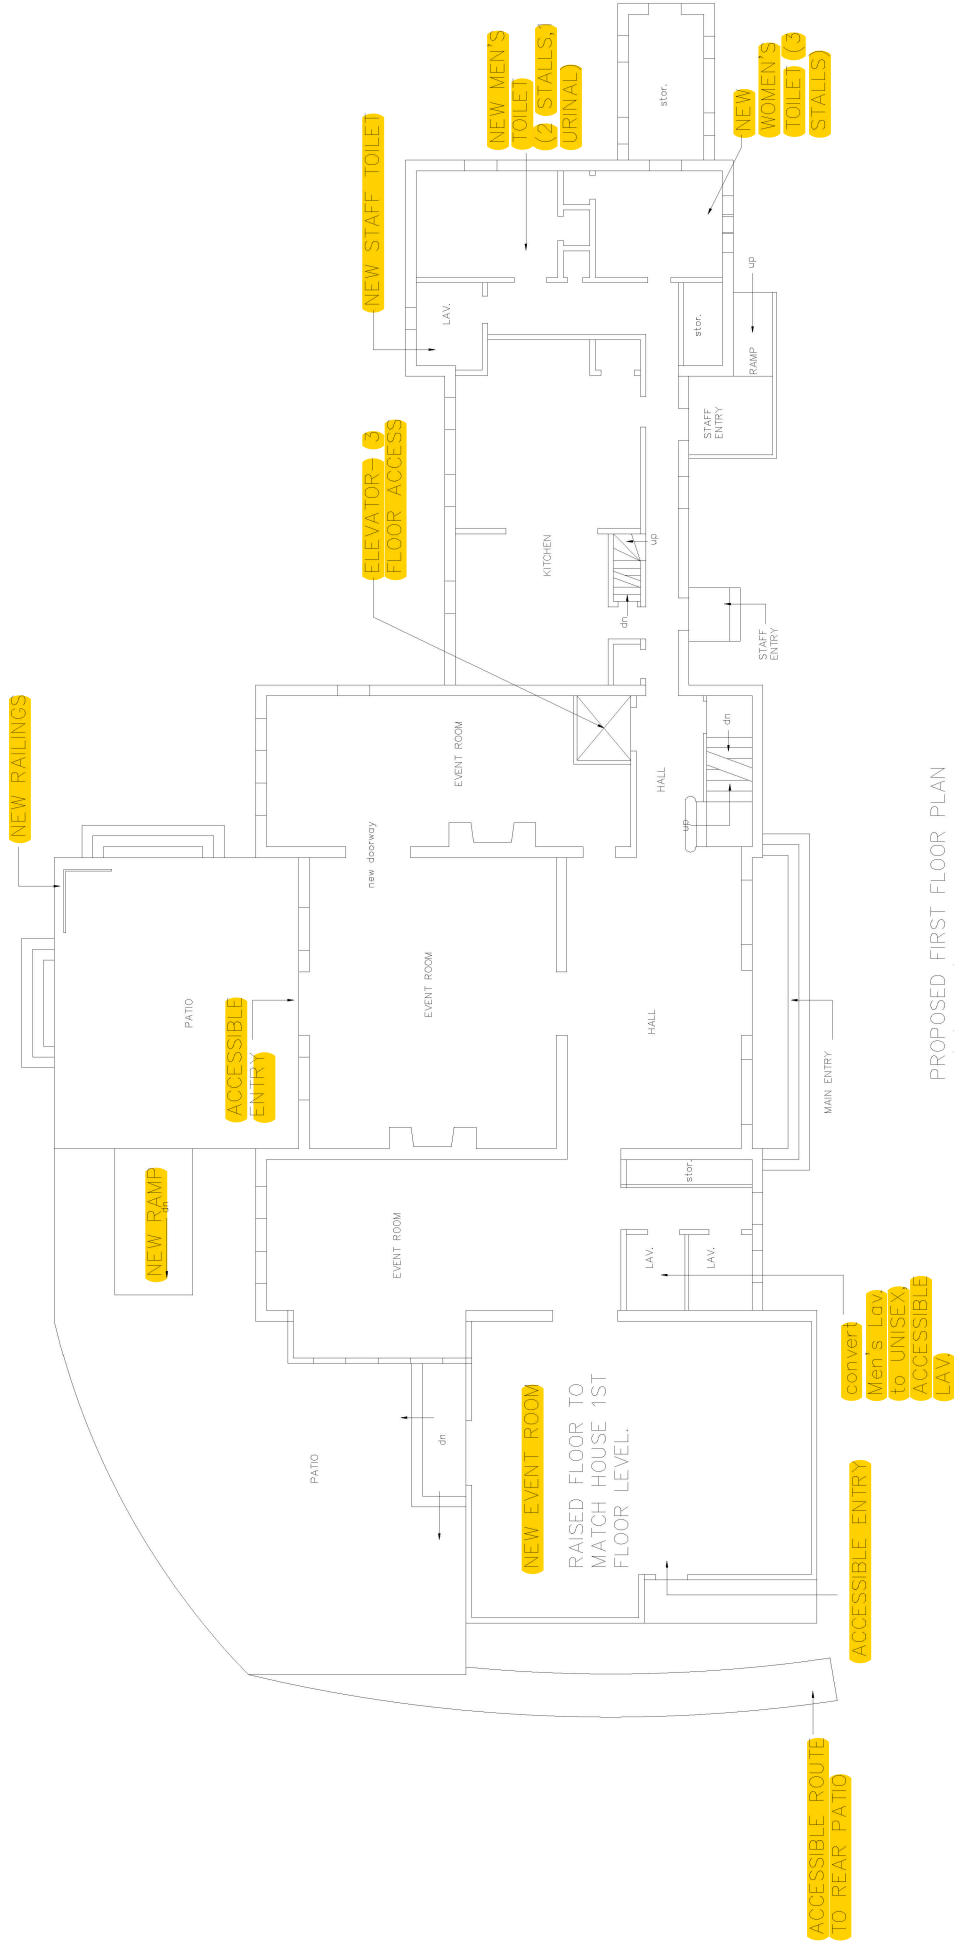 NEW RAILINGS
NEW STAFF TOILET
NEW MEN'S
TOILET
(2 STALLS,1
URINAL)
ELEVATOR- 3
FLOOR ACCESS
stor.
NEW
WOMEN'S
TOILET (3
STALLS)
LAV.
stor.
RAMP
up
STAFF
ENTRY
KITCHEN
up
dn
STAFF
ENTRY
PATIO
ACCESSIBLE
ENTRY
NEW RAMP
dn
new doorway
EVENT ROOM
EVENT ROOM
EVENT ROOM
HALL
up
dn
HALL
MAIN ENTRY
stor.
LAV.
LAV.
PATIO
dn
NEW EVENT ROOM
RAISED FLOOR TO
MATCH HOUSE 1ST
FLOOR LEVEL.
convert
Men's Lav.
to UNISEX,
ACCESSIBLE
LAV.
ACCESSIBLE ENTRY
ACCESSIBLE ROUTE
TO REAR PATIO
PROPOSED FIRST FLOOR PLAN